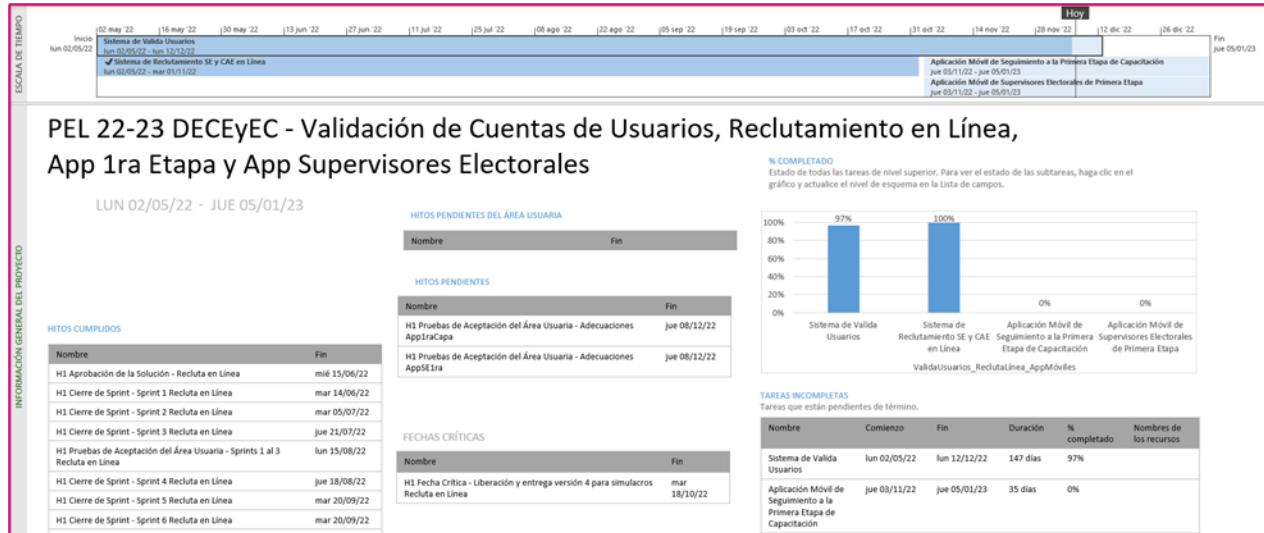 ESCALA DE TIEMPO
Hoy
02 may '22 16 may '22 30 may '22 13 jun '22 27 jun '22 11 jul '22 25 jul '22 08 ago '22 22 ago '22 05 sep '22 19 sep '22 03 oct '22 17 oct '22 31 oct '22 14 nov '22 28 nov '22 12 dic '22 26 dic '22
Inicio
lun 02/05/22
Sistema de Valida Usuarios
lun 02/05/22 - lun 12/12/22
Fin
jue 05/01/23
✓ Sistema de Reclutamiento SE y CAE en Línea
lun 02/05/22 - mar 01/11/22
Aplicación Móvil de Seguimiento a la Primera Etapa de Capacitación
jue 03/11/22 - jue 05/01/23
Aplicación Móvil de Supervisores Electorales de Primera Etapa
jue 03/11/22 - jue 05/01/23
INFORMACIÓN GENERAL DEL PROYECTO
PEL 22-23 DECEyEC - Validación de Cuentas de Usuarios, Reclutamiento en Línea,
App 1ra Etapa y App Supervisores Electorales
LUN 02/05/22 - JUE 05/01/23
HITOS CUMPLIDOS
Nombre Fin
H1 Aprobación de la Solución - Recluta en Línea mié 15/06/22
H1 Cierre de Sprint - Sprint 1 Recluta en Línea mar 14/06/22
H1 Cierre de Sprint - Sprint 2 Recluta en Línea mar 05/07/22
H1 Cierre de Sprint - Sprint 3 Recluta en Línea jue 21/07/22
H1 Pruebas de Aceptación del Área Usuaria - Sprints 1 al 3 lun 15/08/22
Recluta en Línea
H1 Cierre de Sprint - Sprint 4 Recluta en Línea jue 18/08/22
H1 Cierre de Sprint - Sprint 5 Recluta en Línea mar 20/09/22
H1 Cierre de Sprint - Sprint 6 Recluta en Línea mar 20/09/22
HITOS PENDIENTES DEL ÁREA USUARIA
Nombre Fin
HITOS PENDIENTES
Nombre Fin
H1 Pruebas de Aceptación del Área Usuaria - Adecuaciones jue 08/12/22
App1raCapa
H1 Pruebas de Aceptación del Área Usuaria - Adecuaciones jue 08/12/22
AppSE1ra
FECHAS CRÍTICAS
Nombre Fin
H1 Fecha Crítica - Liberación y entrega versión 4 para simulacros mar
Recluta en Línea 18/10/22
% COMPLETADO
Estado de todas las tareas de nivel superior. Para ver el estado de las subtareas, haga clic en el
gráfico y actualice el nivel de esquema en la Lista de campos.
100%
80%
60%
40%
20%
0%
97% 100% 0% 0%
Sistema de Valida Sistema de Aplicación Móvil de Aplicación Móvil de
Usuarios Reclutamiento SE y CAE Seguimiento a la Primera Supervisores Electorales
en Línea Etapa de Capacitación de Primera Etapa
ValidaUsuarios_ReclutaLínea_AppMóviles
TAREAS INCOMPLETAS
Tareas que están pendientes de término.
Nombre Comienzo Fin Duración % Nombres de
completado los recursos
Sistema de Valida lun 02/05/22 lun 12/12/22 147 días 97%
Usuarios
Aplicación Móvil de jue 03/11/22 jue 05/01/23 35 días 0%
Seguimiento a la
Primera Etapa de
Capacitación